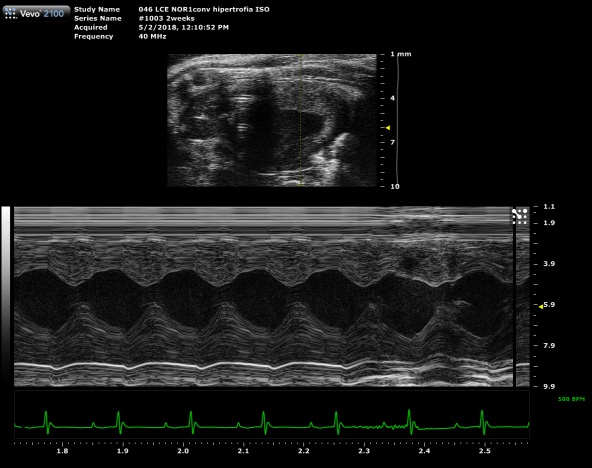 Vevo 2100
Study Name 046 LCE NOR1conv hipertrofia ISO
Series Name #1003 2weeks
Acquired 5/2/2018, 12:10:52 PM
Frequency 40 MHz
1 mm
4
7
10
1.1
1.9
3.9
5.9
7.9
9.9
500 BPM
1.8 1.9 2.0 2.1 2.2 2.3 2.4 2.5